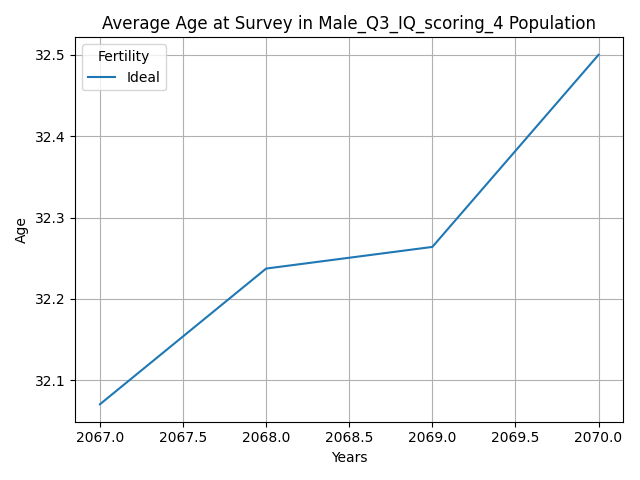 Average Age at Survey in Male_Q3_IQ_scoring_4 Population
Fertility
Ideal
32.5
32.4
32.3
32.2
32.1
Age
2067.0 2067.5 2068.0 2068.5 2069.0 2069.5 2070.0
Years